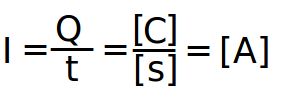 I = Q/t = [C]/[s] = [A]